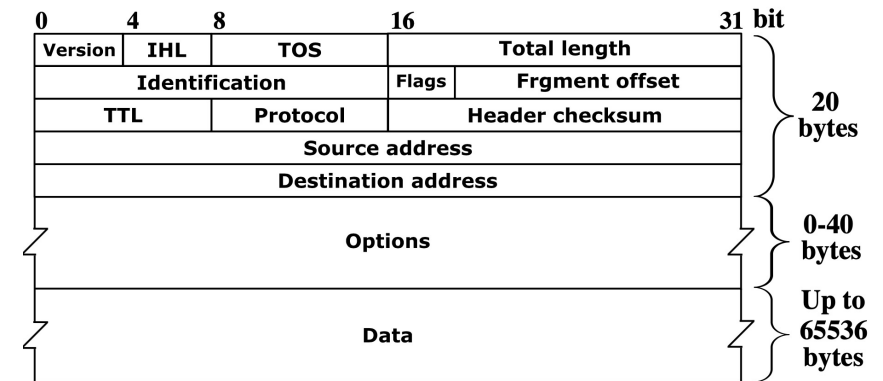 0 4 8 16 31 bit
Version IHL TOS Total length
Identification Flags Frgment offset
TTL Protocol Header checksum
20
bytes
Source address
Destination address
Options
0-40
bytes
Data
Up to
65536
bytes